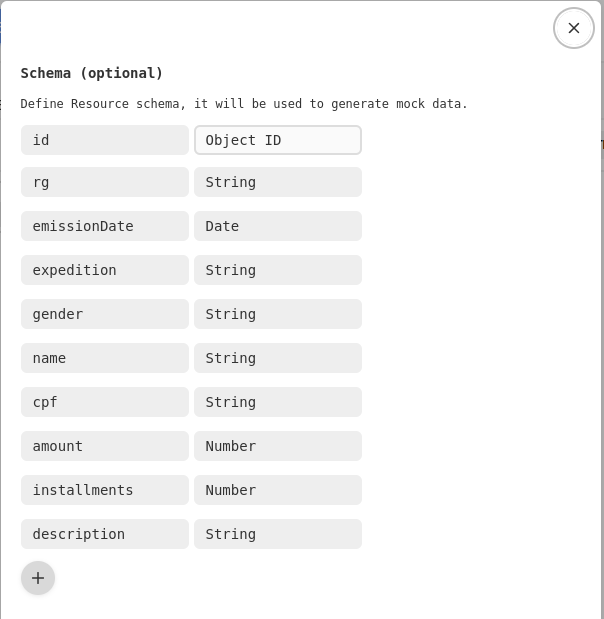 Schema (optional)
Define Resource schema, it will be used to generate mock data.
id Object ID
rg String
emissionDate Date
expedition String
gender String
name String
cpf String
amount Number
installments Number
description String